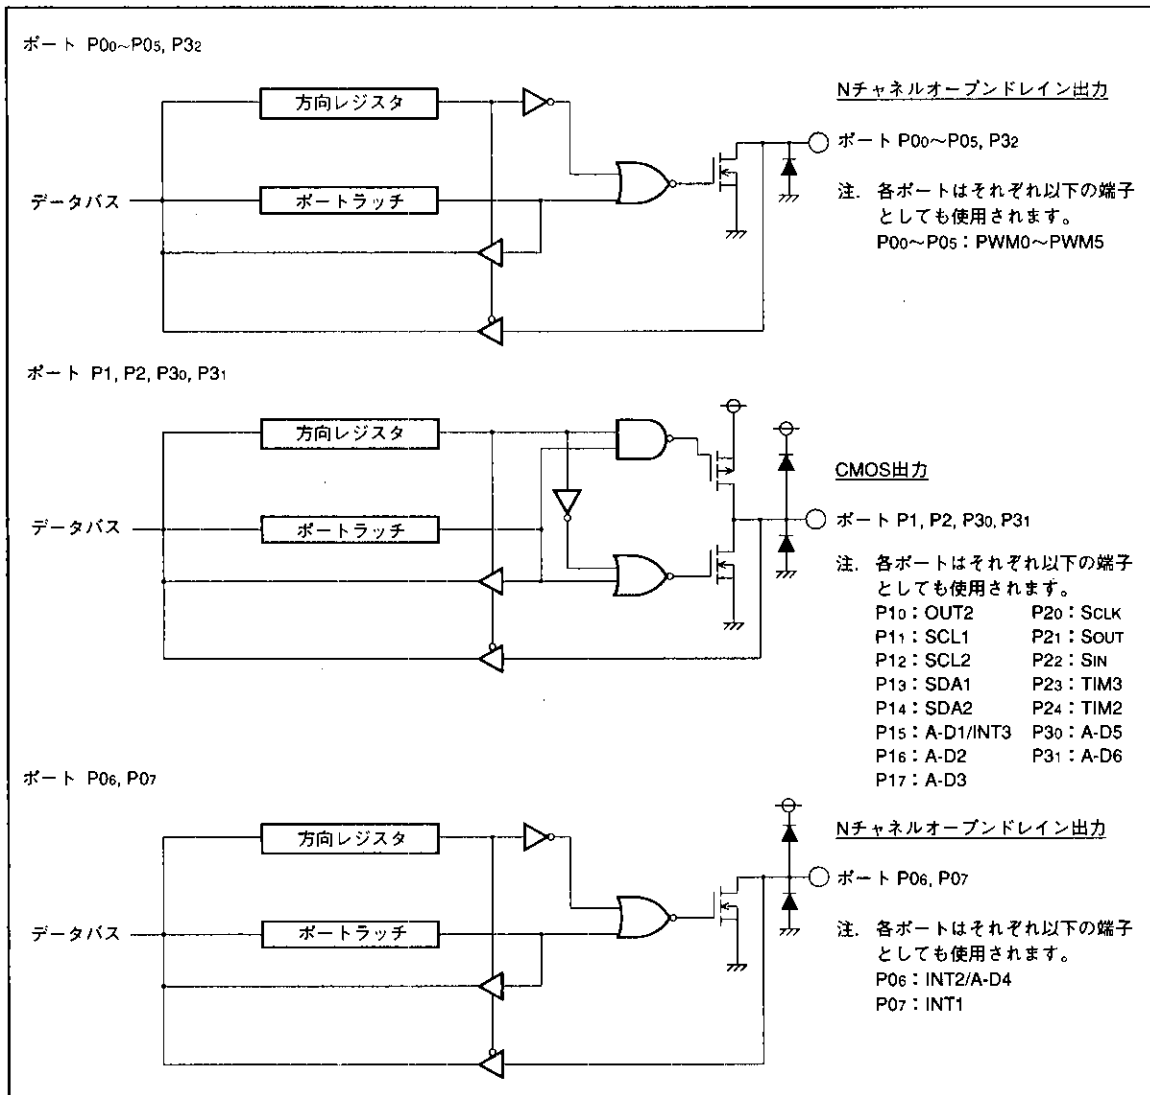 ポート P00~P05, P32
方向レジスタ
Nチャネルオープンドレイン出力
ポート P00~P05, P32
データバス
ポートラッチ
注. 各ポートはそれぞれ以下の端子
としても使用されます。
P00~P05:PWM0~PWM5
ポート P1, P2, P30, P31
方向レジスタ
CMOS出力
データバス
ポートラッチ
ポート P1, P2, P30, P31
注. 各ポートはそれぞれ以下の端子
としても使用されます。
P10:OUT2 P20:SCLK
P11:SCL1 P21:SOUT
P12:SCL2 P22:SIN
P13:SDA1 P23:TIM3
P14:SDA2 P24:TIM2
P15:A-D1/INT3 P30:A-D5
P16:A-D2 P31:A-D6
P17:A-D3
ポート P06, P07
方向レジスタ
Nチャネルオープンドレイン出力
ポート P06, P07
データバス
ポートラッチ
注. 各ポートはそれぞれ以下の端子
としても使用されます。
P06:INT2/A-D4
P07:INT1